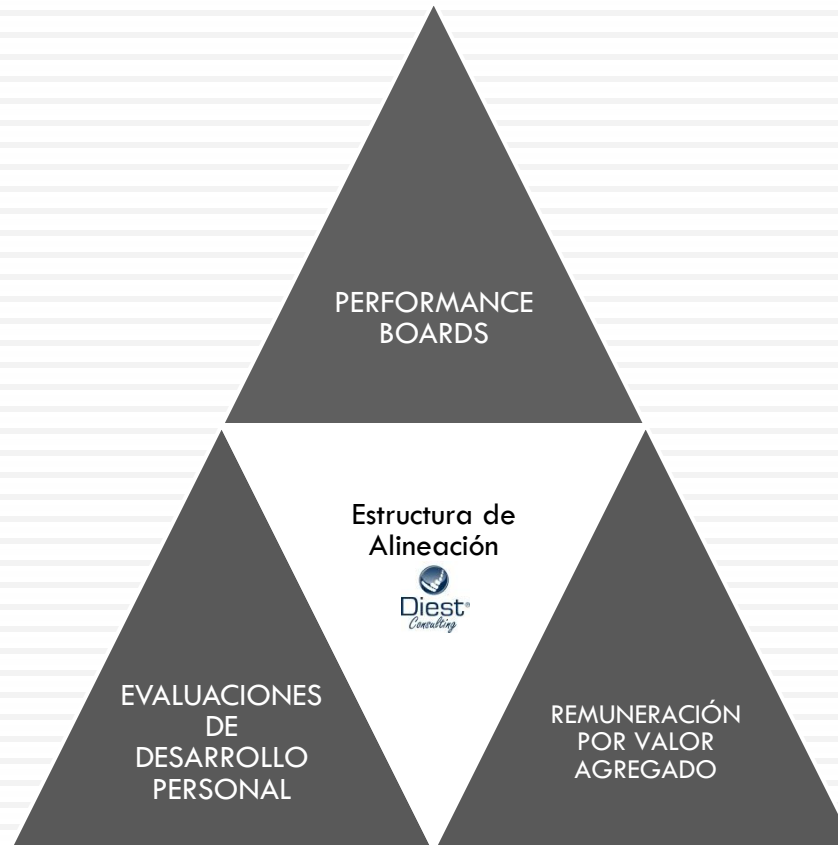 PERFORMANCE
BOARDS
Estructura de
Alineación
Diest®
Consulting
EVALUACIONES
DE
DESARROLLO
PERSONAL
REMUNERACIÓN
POR VALOR
AGREGADO